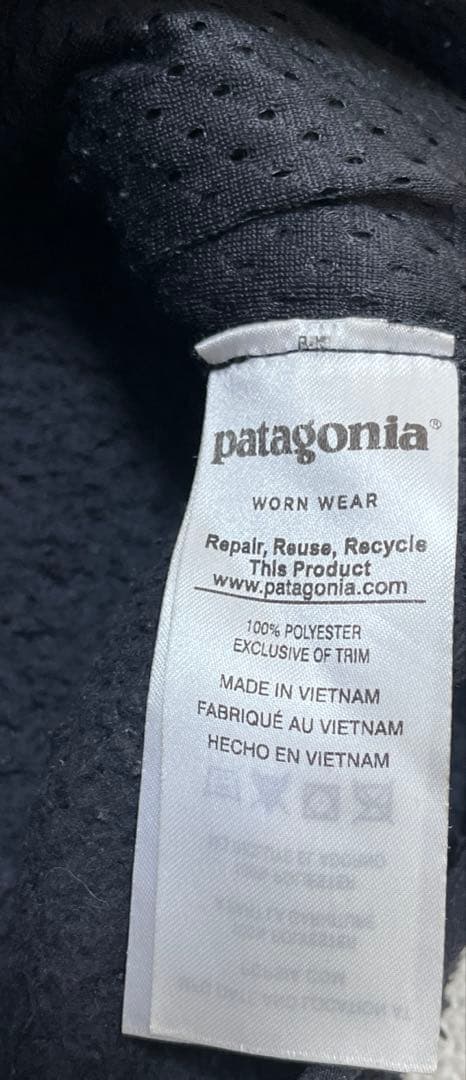 patagonia®
WORN WEAR
Repair, Reuse, Recycle
This Product
www.patagonia.com
100% POLYESTER
EXCLUSIVE OF TRIM
MADE IN VIETNAM
FABRIQUÉ AU VIETNAM
HECHO EN VIETNAM